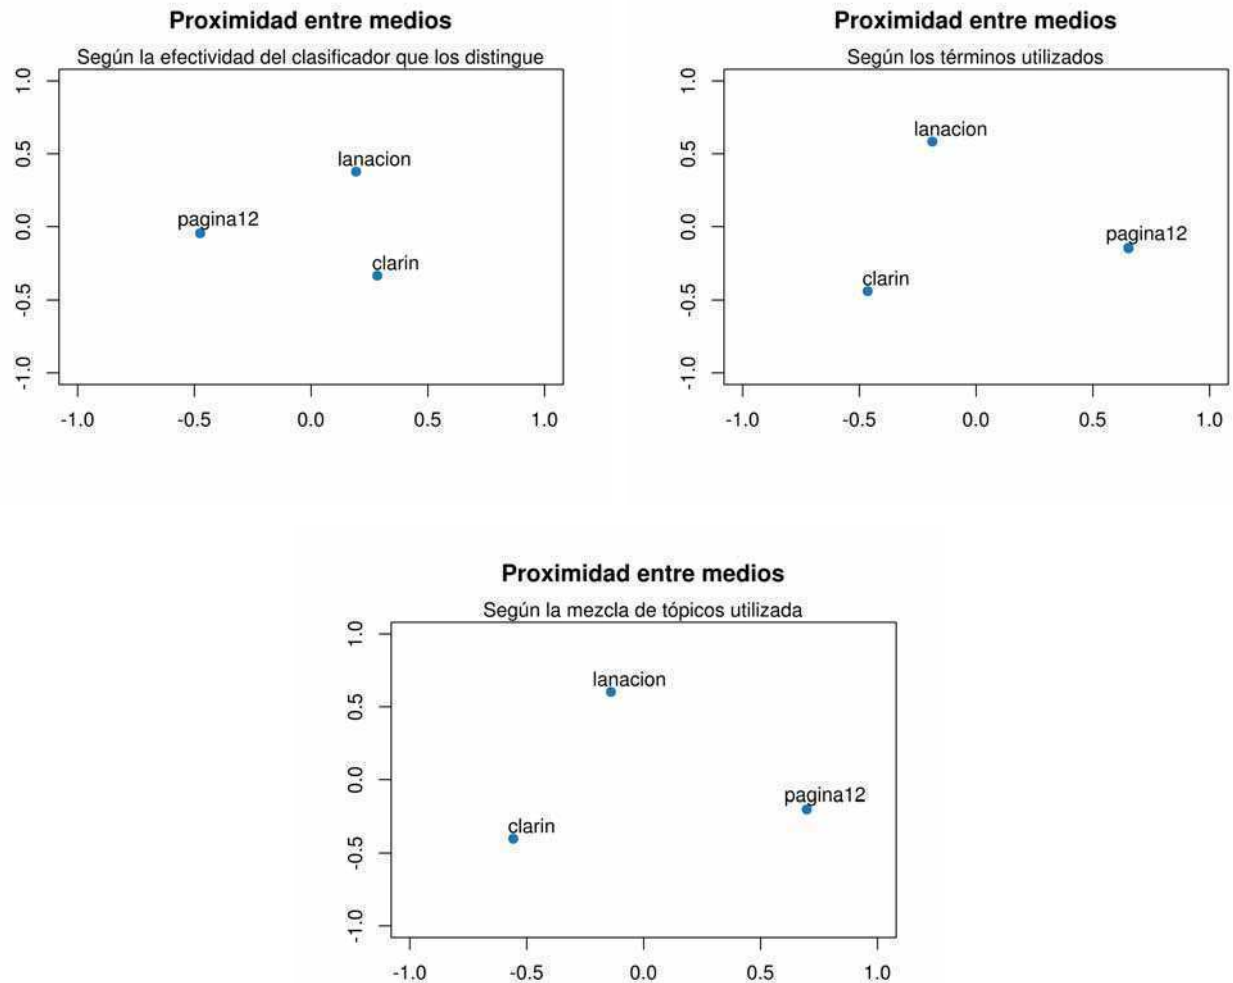 Proximidad entre medios
Según la efectividad del clasificador que los distingue
1.0
0.5
0.0
-0.5
-1.0
lanacion
pagina12
clarin
-1.0 -0.5 0.0 0.5 1.0
Proximidad entre medios
Según los términos utilizados
1.0
0.5
0.0
-0.5
-1.0
lanacion
pagina12
clarin
-1.0 -0.5 0.0 0.5 1.0
Proximidad entre medios
Según la mezcla de tópicos utilizada
1.0
0.5
0.0
-0.5
-1.0
lanacion
pagina12
clarin
-1.0 -0.5 0.0 0.5 1.0